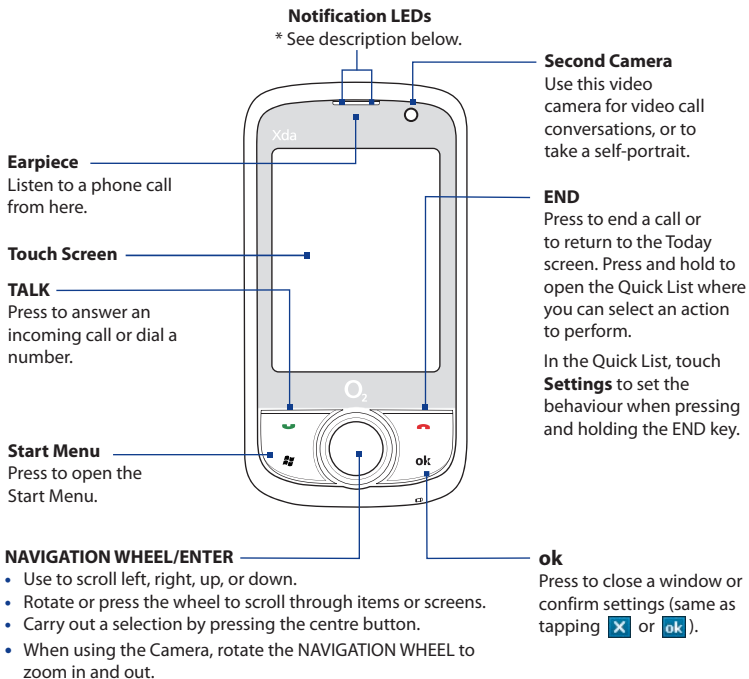 Notification LEDs
* See description below.
Second Camera
Use this video
camera for video call
conversations, or to
take a self-portrait.
Xda
Earpiece
Listen to a phone call
from here.
END
Press to end a call or
to return to the Today
screen. Press and hold to
open the Quick List where
you can select an action
to perform.
In the Quick List, touch
Settings to set the
behaviour when pressing
and holding the END key.
Touch Screen
TALK
Press to answer an
incoming call or dial a
number.
O2
Start Menu
Press to open the
Start Menu.
ok
NAVIGATION WHEEL/ENTER
• Use to scroll left, right, up, or down.
• Rotate or press the wheel to scroll through items or screens.
• Carry out a selection by pressing the centre button.
• When using the Camera, rotate the NAVIGATION WHEEL to
zoom in and out.
ok
Press to close a window or
confirm settings (same as
tapping X or ok ).